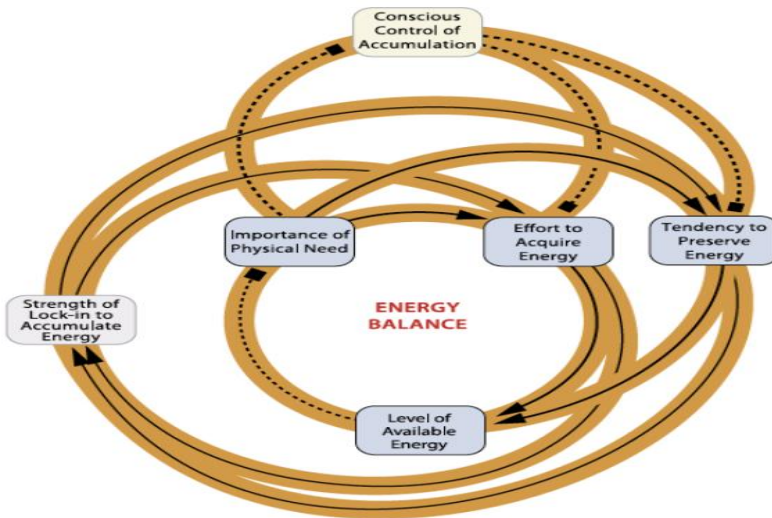 Conscious
Control of
Accumulation
Importance of
Physical Need
Effort to
Acquire
Energy
Tendency to
Preserve
Energy
Strength of
Lock-in to
Accumulate
Energy
ENERGY
BALANCE
Level of
Available
Energy